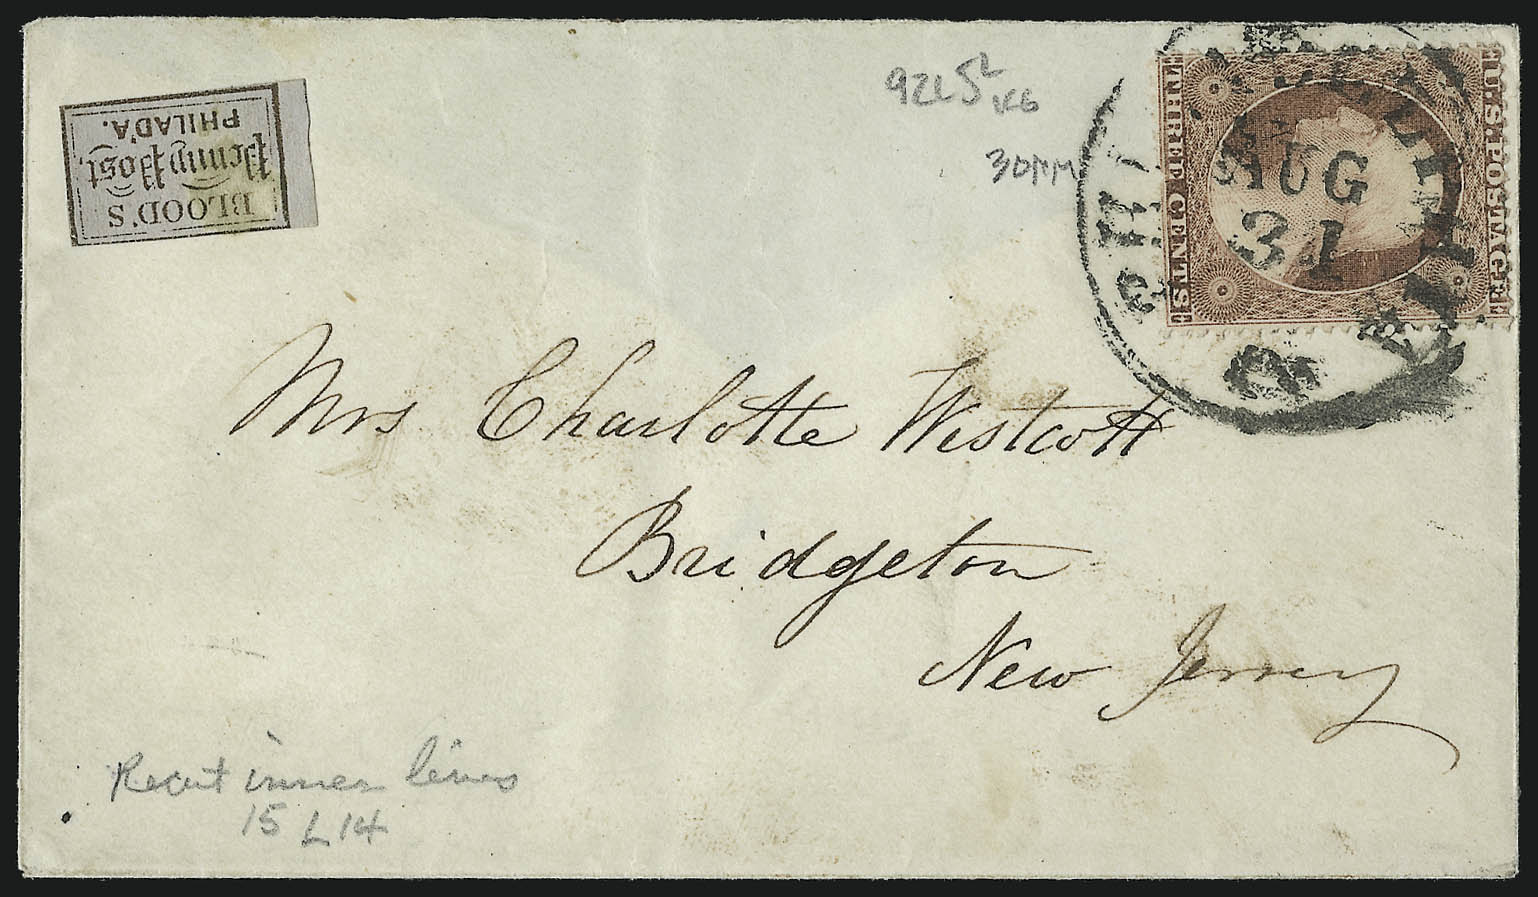 BLOOD'S
Penny Post,
PHILAD'A.
30MM
U.S. POSTAGE
THREE CENTS
AUG
31
Mrs Charlotte Westcott
Bridgeton
New Jersey
Recut inner lines
15 L14